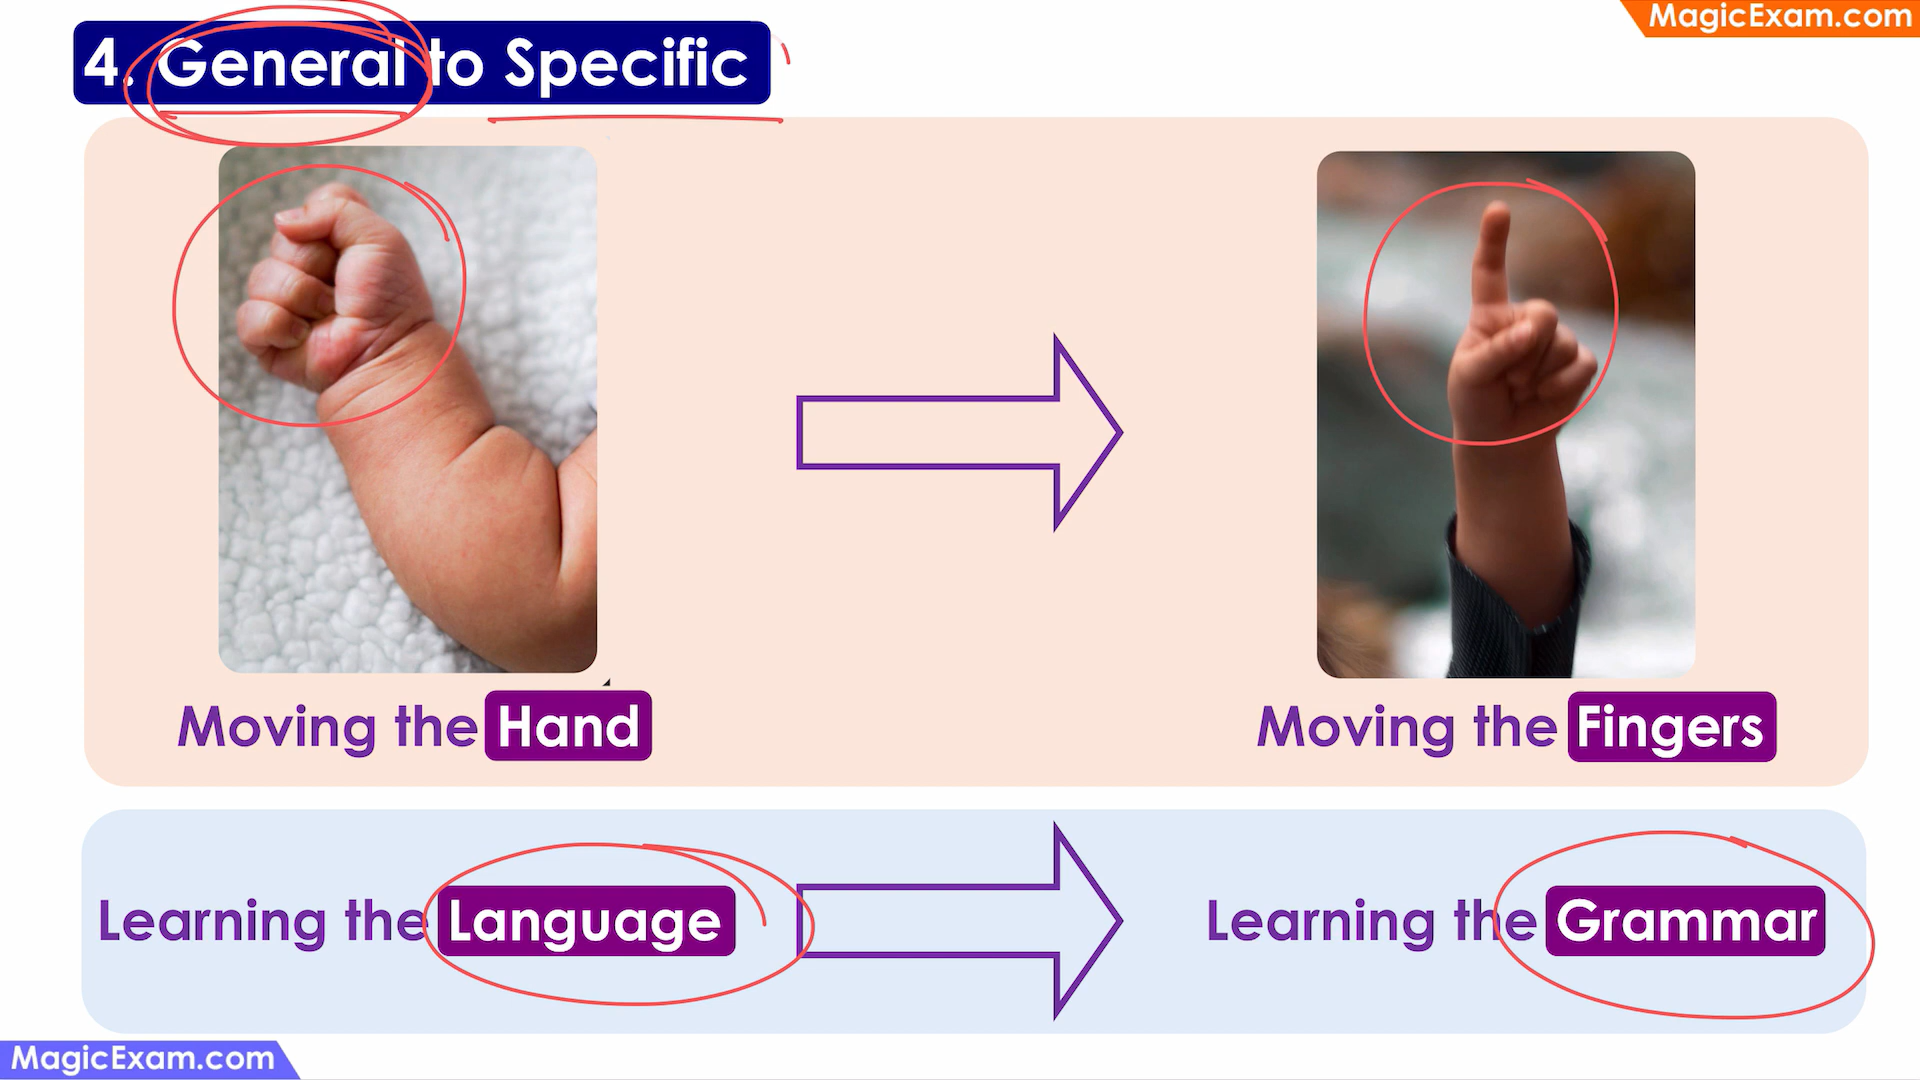 MagicExam.com
4. General to Specific
Moving the Hand
Moving the Fingers
Learning the Language
Learning the Grammar
MagicExam.com